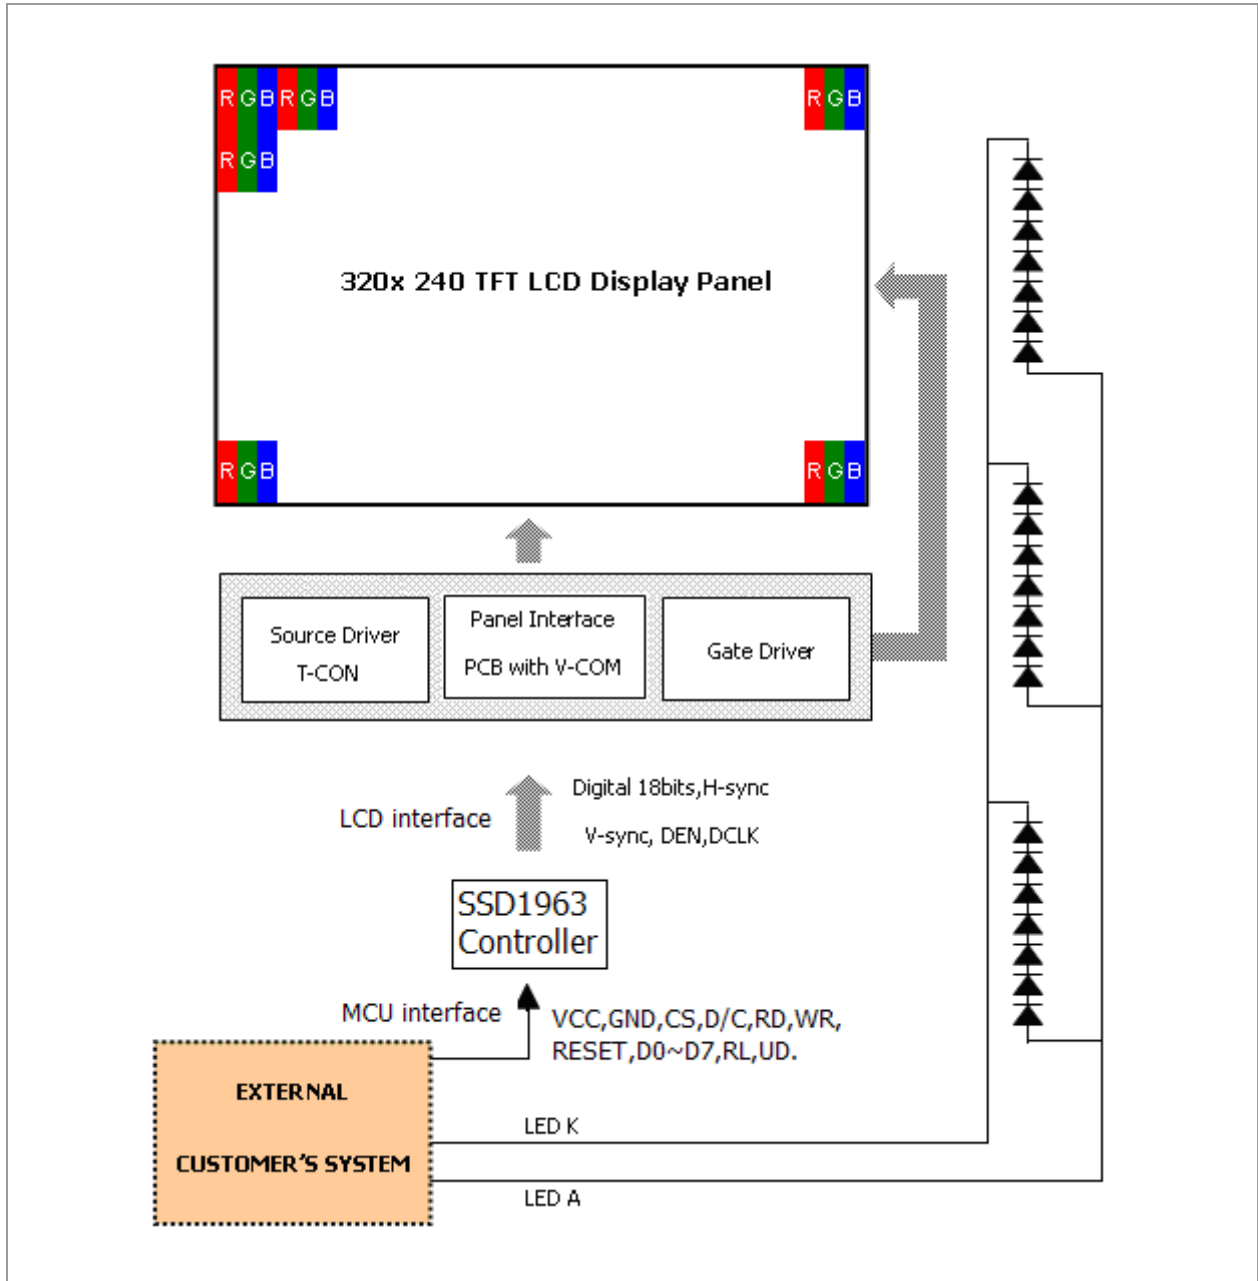 RGBRGB
RGB
RGB
320x 240 TFT LCD Display Panel
RGB
RGB
Source Driver
T-CON
Panel Interface
PCB with V-COM
Gate Driver
LCD interface
Digital 18bits,H-sync
V-sync, DEN,DCLK
SSD1963
Controller
MCU interface
VCC,GND,CS,D/C,RD,WR,
RESET,D0~D7,RL,UD.
EXTERNAL
CUSTOMER'S SYSTEM
LED K
LED A